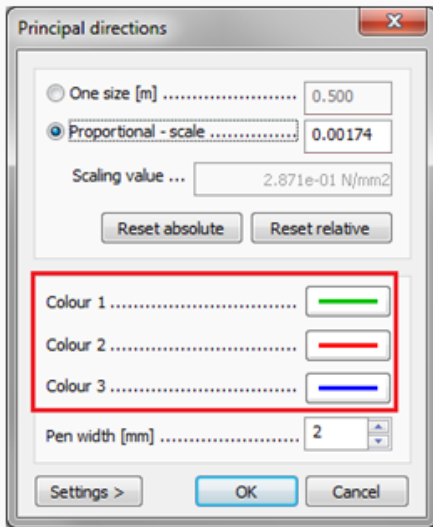 Principal directions
One size [m] ........................ 0.500
Proportional - scale ............... 0.00174
Scaling value ... 2.871e-01 N/mm2
Reset absolute Reset relative
Colour 1 .................................
Colour 2 .................................
Colour 3 .................................
Pen width [mm] ........................ 2
Settings > OK Cancel